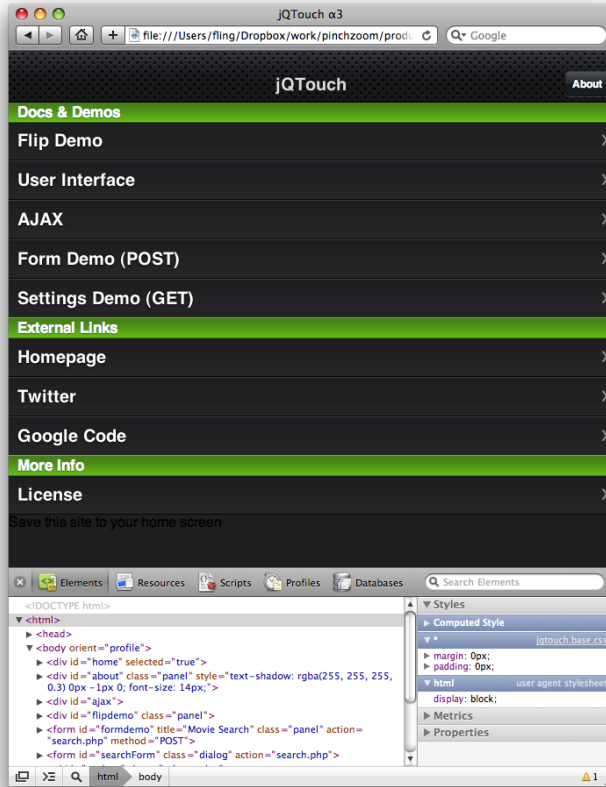 jQTouch α3
file:///Users/fling/Dropbox/work/pinchzoom/produ
Google
jQTouch
About
Docs & Demos
Flip Demo
User Interface
AJAX
Form Demo (POST)
Settings Demo (GET)
External Links
Homepage
Twitter
Google Code
More Info
License
Save this site to your home screen
Elements Resources Scripts Profiles Databases Search Elements
<!DOCTYPE html>
<html>
<head>
<body orient="profile">
<div id="home" selected="true">
<div id="about" class="panel" style="text-shadow: rgba(255, 255, 255,
0.3) 0px -1px 0; font-size: 14px;">
<div id="ajax">
<div id="flipdemo" class="panel">
<form id="formdemo" title="Movie Search" class="panel" action=
"search.php" method="POST">
<form id="searchForm" class="dialog" action="search.php">
Styles
Computed Style
* jqtouch.base.css
margin: 0px;
padding: 0px;
html user agent stylesheet
display: block;
Metrics
Properties
html body
1